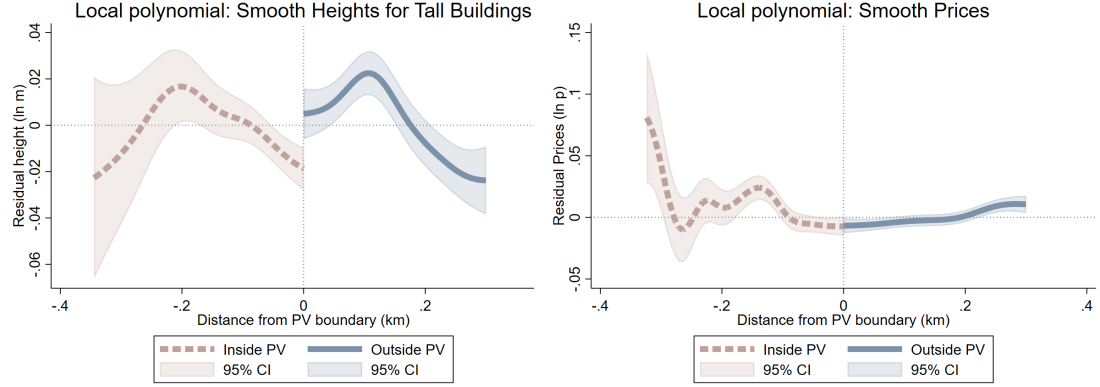 Local polynomial: Smooth Heights for Tall Buildings
Residual height (ln m)
.04
.02
0
-.02
-.04
-.06
-.4
-.2
0
.2
Distance from PV boundary (km)
Inside PV
Outside PV
95% CI
95% CI
Local polynomial: Smooth Prices
Residual Prices (ln p)
.15
.1
.05
0
-.05
-.4
-.2
0
.2
.4
Distance from PV boundary (km)
Inside PV
Outside PV
95% CI
95% CI